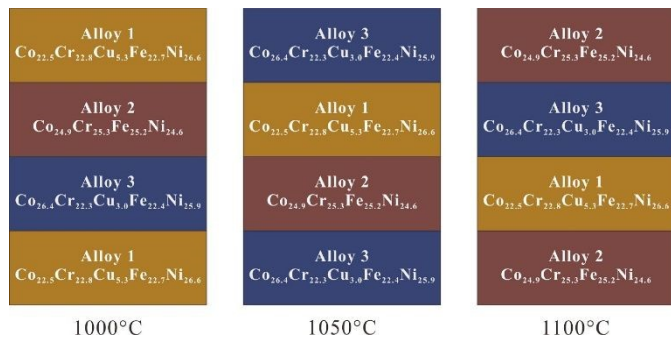 Alloy 1
Co22.5Cr22.8Cu5.3Fe22.7Ni26.6
Alloy 2
Co24.9Cr25.3Fe25.2Ni24.6
Alloy 3
Co26.4Cr22.3Cu3.0Fe22.4Ni25.9
Alloy 1
Co22.5Cr22.8Cu5.3Fe22.7Ni26.6
1000°C
Alloy 3
Co26.4Cr22.3Cu3.0Fe22.4Ni25.9
Alloy 1
Co22.5Cr22.8Cu5.3Fe22.7Ni26.6
Alloy 2
Co24.9Cr25.3Fe25.2Ni24.6
Alloy 3
Co26.4Cr22.3Cu3.0Fe22.4Ni25.9
1050°C
Alloy 2
Co24.9Cr25.3Fe25.2Ni24.6
Alloy 3
Co26.4Cr22.3Cu3.0Fe22.4Ni25.9
Alloy 1
Co22.5Cr22.8Cu5.3Fe22.7Ni26.6
Alloy 2
Co24.9Cr25.3Fe25.2Ni24.6
1100°C